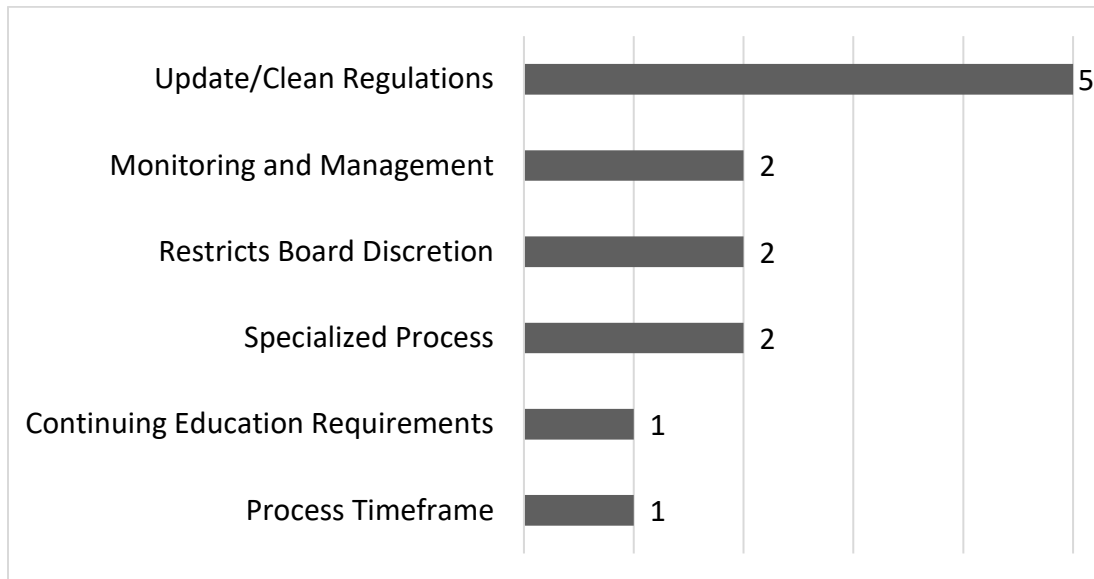 Update/Clean Regulations 5
Monitoring and Management 2
Restricts Board Discretion 2
Specialized Process 2
Continuing Education Requirements 1
Process Timeframe 1